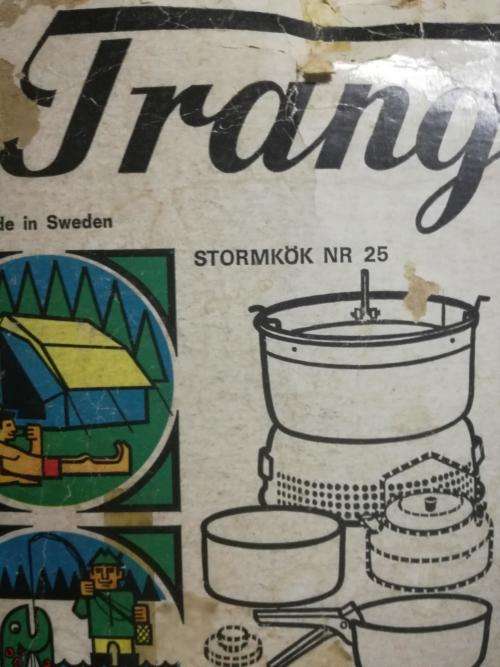 Trang
de in Sweden
STORMKÖK NR 25